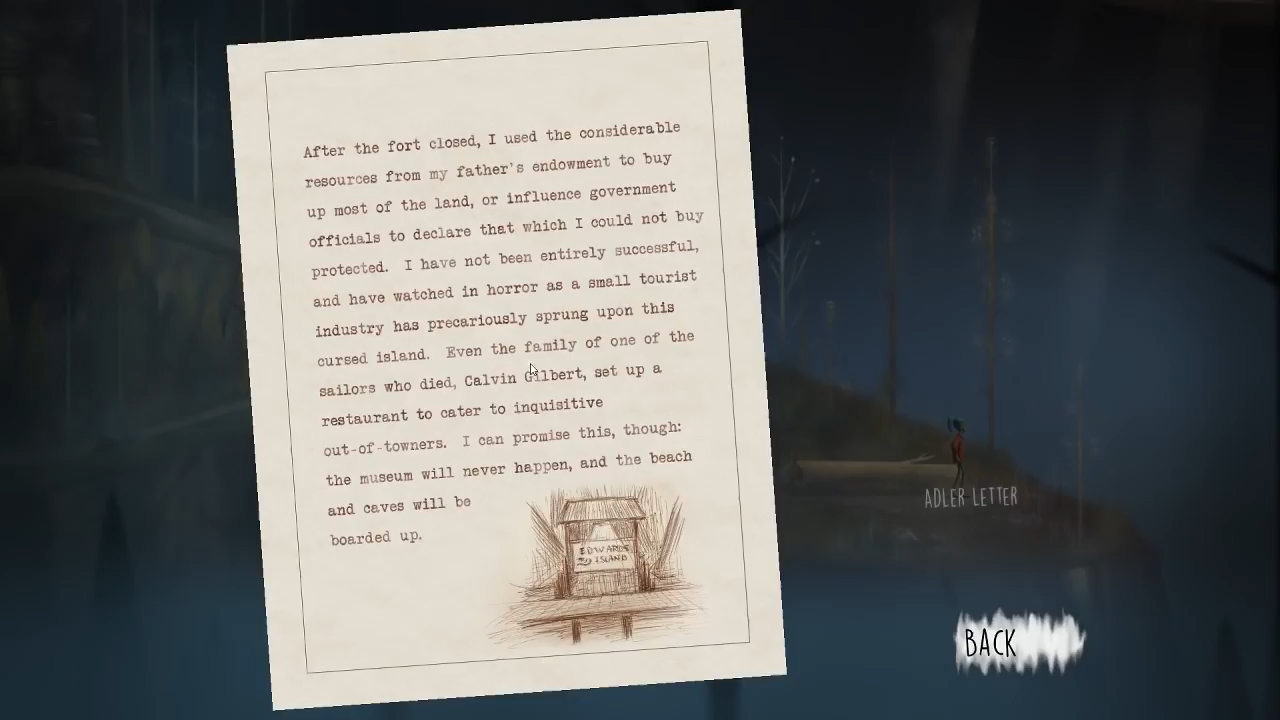 After the fort closed, I used the considerable
resources from my father's endowment to buy
up most of the land, or influence government
officials to declare that which I could not buy
protected.  I have not been entirely successful,
and have watched in horror as a small tourist
industry has precariously sprung upon this
cursed island.  Even the family of one of the
sailors who died, Calvin Gilbert, set up a
restaurant to cater to inquisitive
out-of-towners.  I can promise this, though:
the museum will never happen, and the beach
and caves will be
boarded up.
EDWARDS
ISLAND
ADLER LETTER
BACK